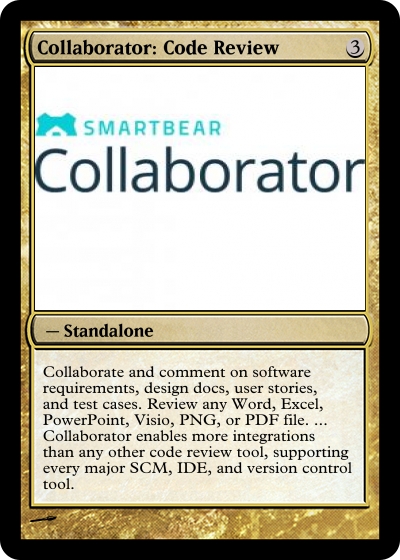 Collaborator: Code Review 3
SMARTBEAR
Collaborator
— Standalone
Collaborate and comment on software
requirements, design docs, user stories,
and test cases. Review any Word, Excel,
PowerPoint, Visio, PNG, or PDF file. ...
Collaborator enables more integrations
than any other code review tool, supporting
every major SCM, IDE, and version control
tool.